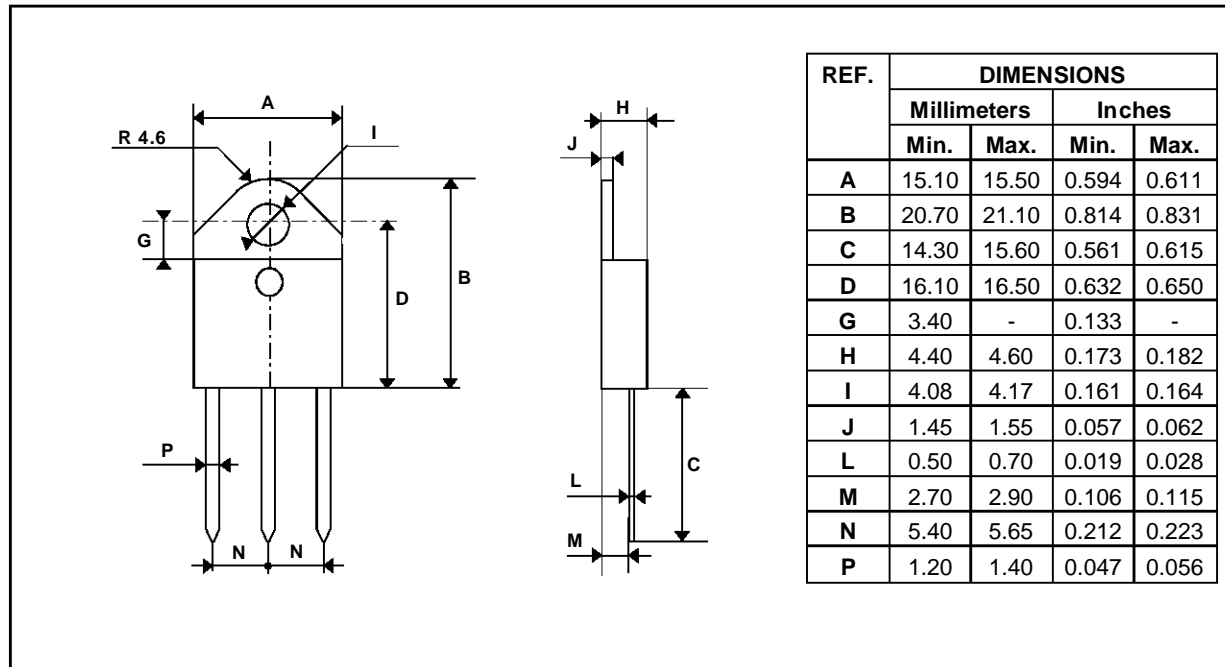 A
R 4.6
I
G
D
B
P
N N
H
J
L
C
M
REF. DIMENSIONS
Millimeters Inches
Min. Max. Min. Max.
A 15.10 15.50 0.594 0.611
B 20.70 21.10 0.814 0.831
C 14.30 15.60 0.561 0.615
D 16.10 16.50 0.632 0.650
G 3.40 - 0.133 -
H 4.40 4.60 0.173 0.182
I 4.08 4.17 0.161 0.164
J 1.45 1.55 0.057 0.062
L 0.50 0.70 0.019 0.028
M 2.70 2.90 0.106 0.115
N 5.40 5.65 0.212 0.223
P 1.20 1.40 0.047 0.056